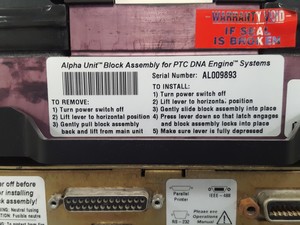 WARRANTY VOID
IF SEAL
IS BROKEN
Alpha Unit™ Block Assembly for PTC DNA Engine™ Systems
Serial Number: AL009893
TO REMOVE:
1) Turn power switch off
2) Lift lever to horizontal position
3) Gently pull block assembly
back and lift from main unit
TO INSTALL:
1) Turn power switch off
2) Lift lever to horizontal position
3) Gently slide block assembly into place
4) Press lever down so that latch engages
and block assembly locks into place
5) Make sure lever is fully depressed
off before
before installing
Parallel
Printer
IEEE-488
RS-232
Please see
Operations
Manual